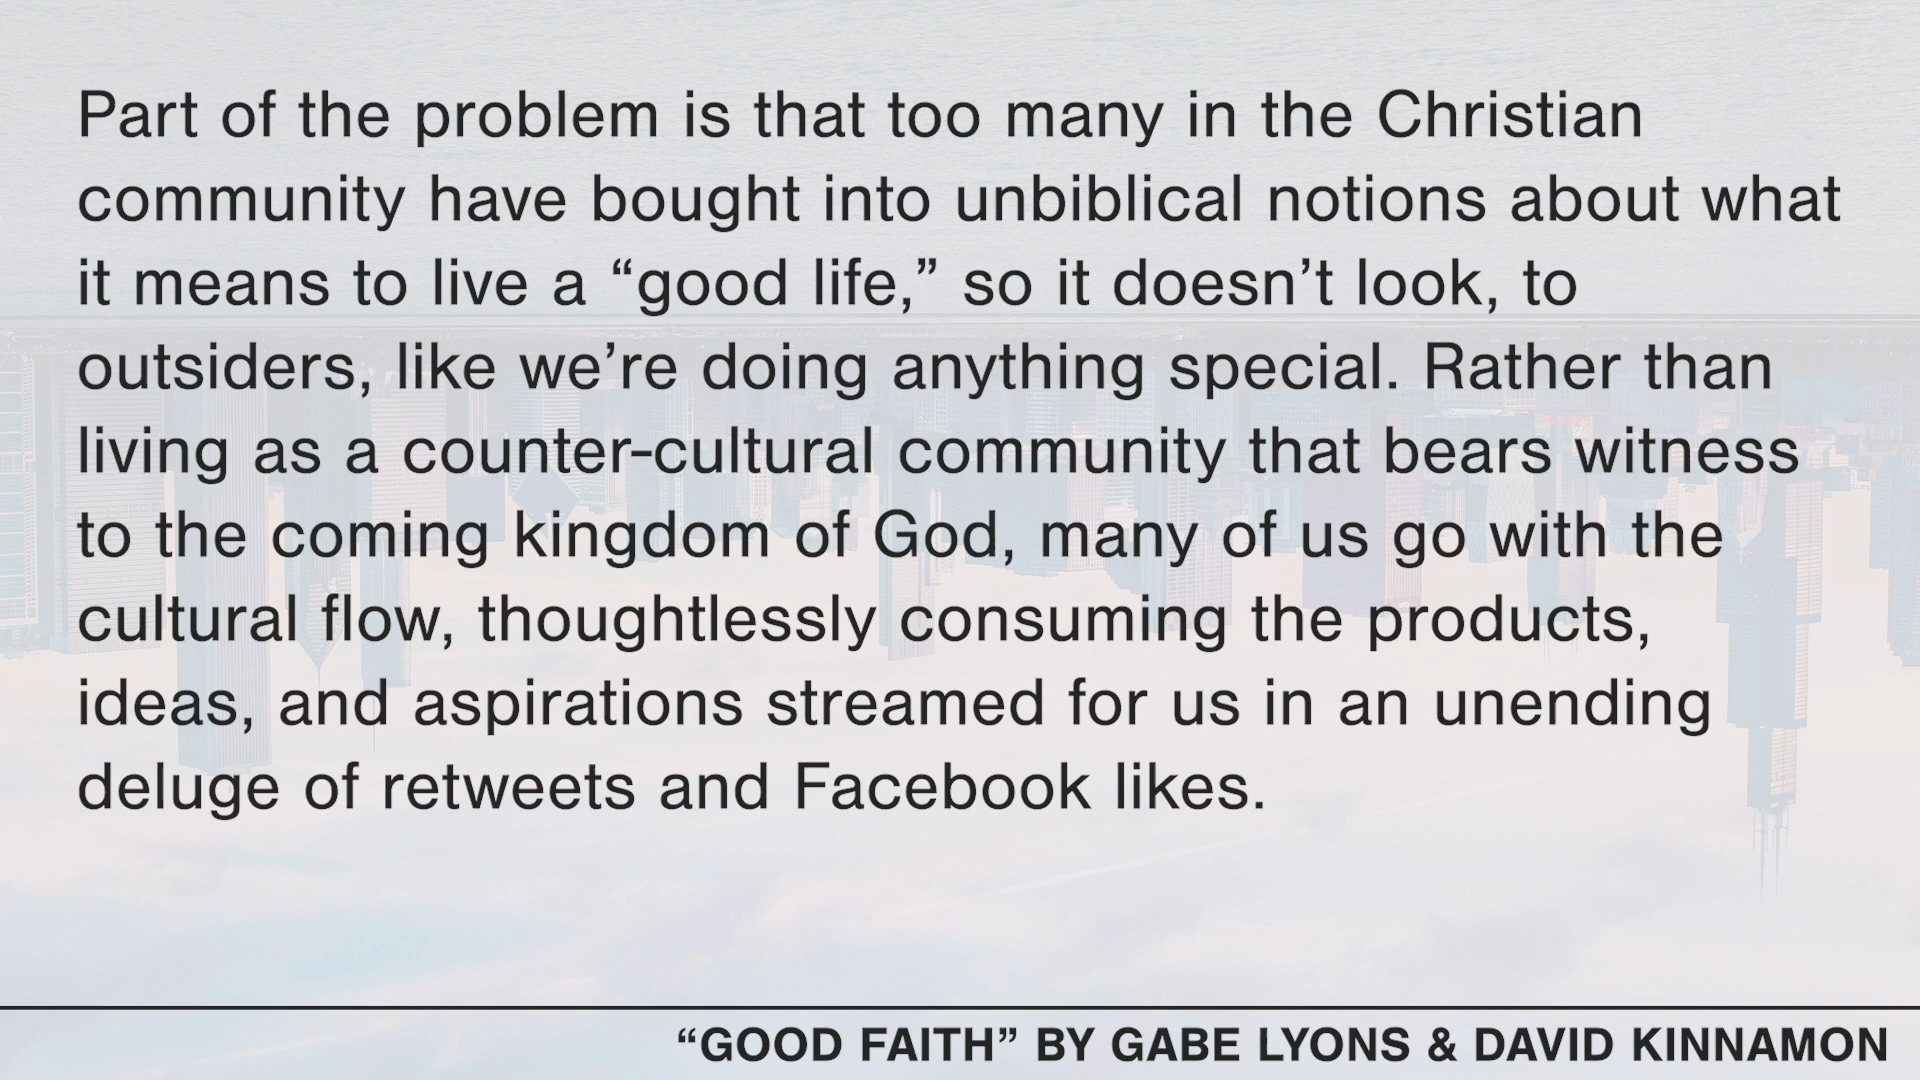 Part of the problem is that too many in the Christian
community have bought into unbiblical notions about what
it means to live a “good life,” so it doesn’t look, to
outsiders, like we’re doing anything special. Rather than
living as a counter-cultural community that bears witness
to the coming kingdom of God, many of us go with the
cultural flow, thoughtlessly consuming the products,
ideas, and aspirations streamed for us in an unending
deluge of retweets and Facebook likes.
“GOOD FAITH” BY GABE LYONS & DAVID KINNAMON